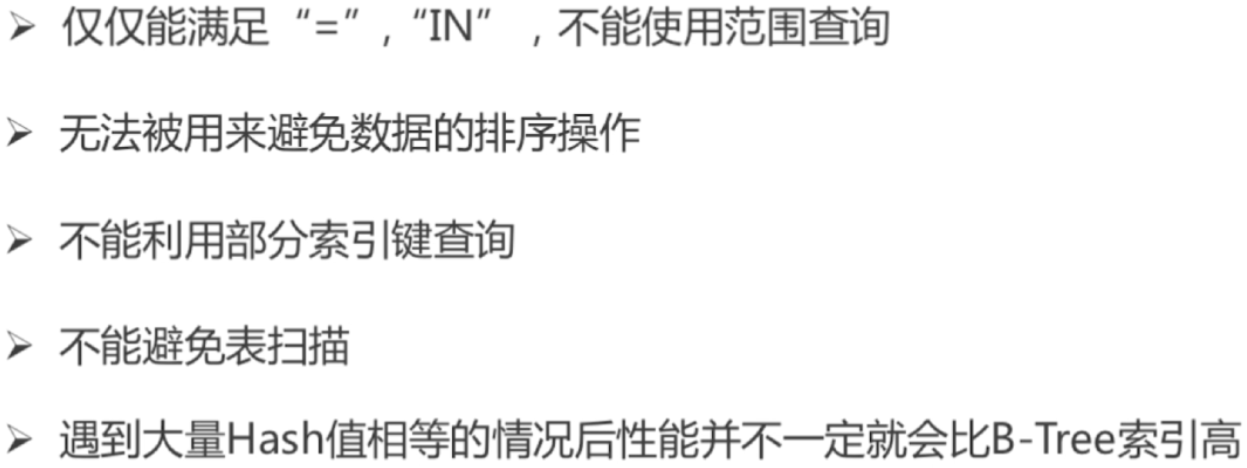 ➢ 仅仅能满足“=”,“IN”,不能使用范围查询
➢ 无法被用来避免数据的排序操作
➢ 不能利用部分索引键查询
➢ 不能避免表扫描
➢ 遇到大量Hash值相等的情况后性能并不一定就会比B-Tree索引高